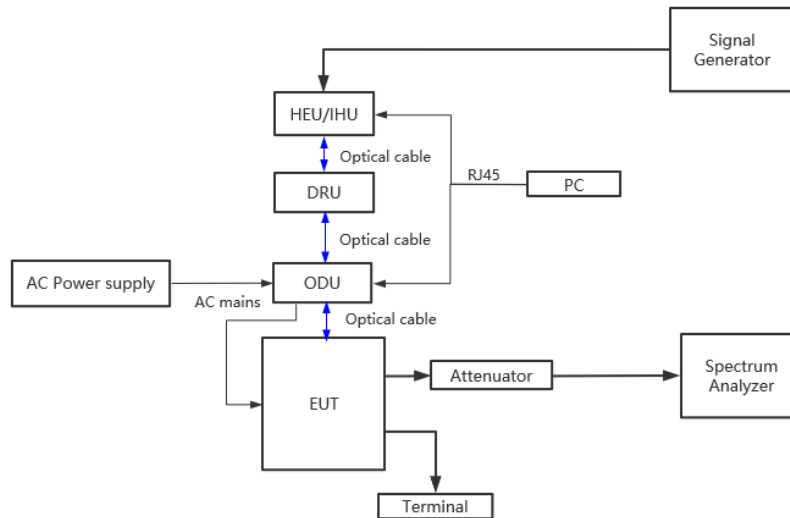 Signal
Generator
HEU/IHU
Optical cable
RJ45
PC
DRU
Optical cable
AC Power supply
ODU
AC mains
Optical cable
EUT
Attenuator
Spectrum
Analyzer
Terminal